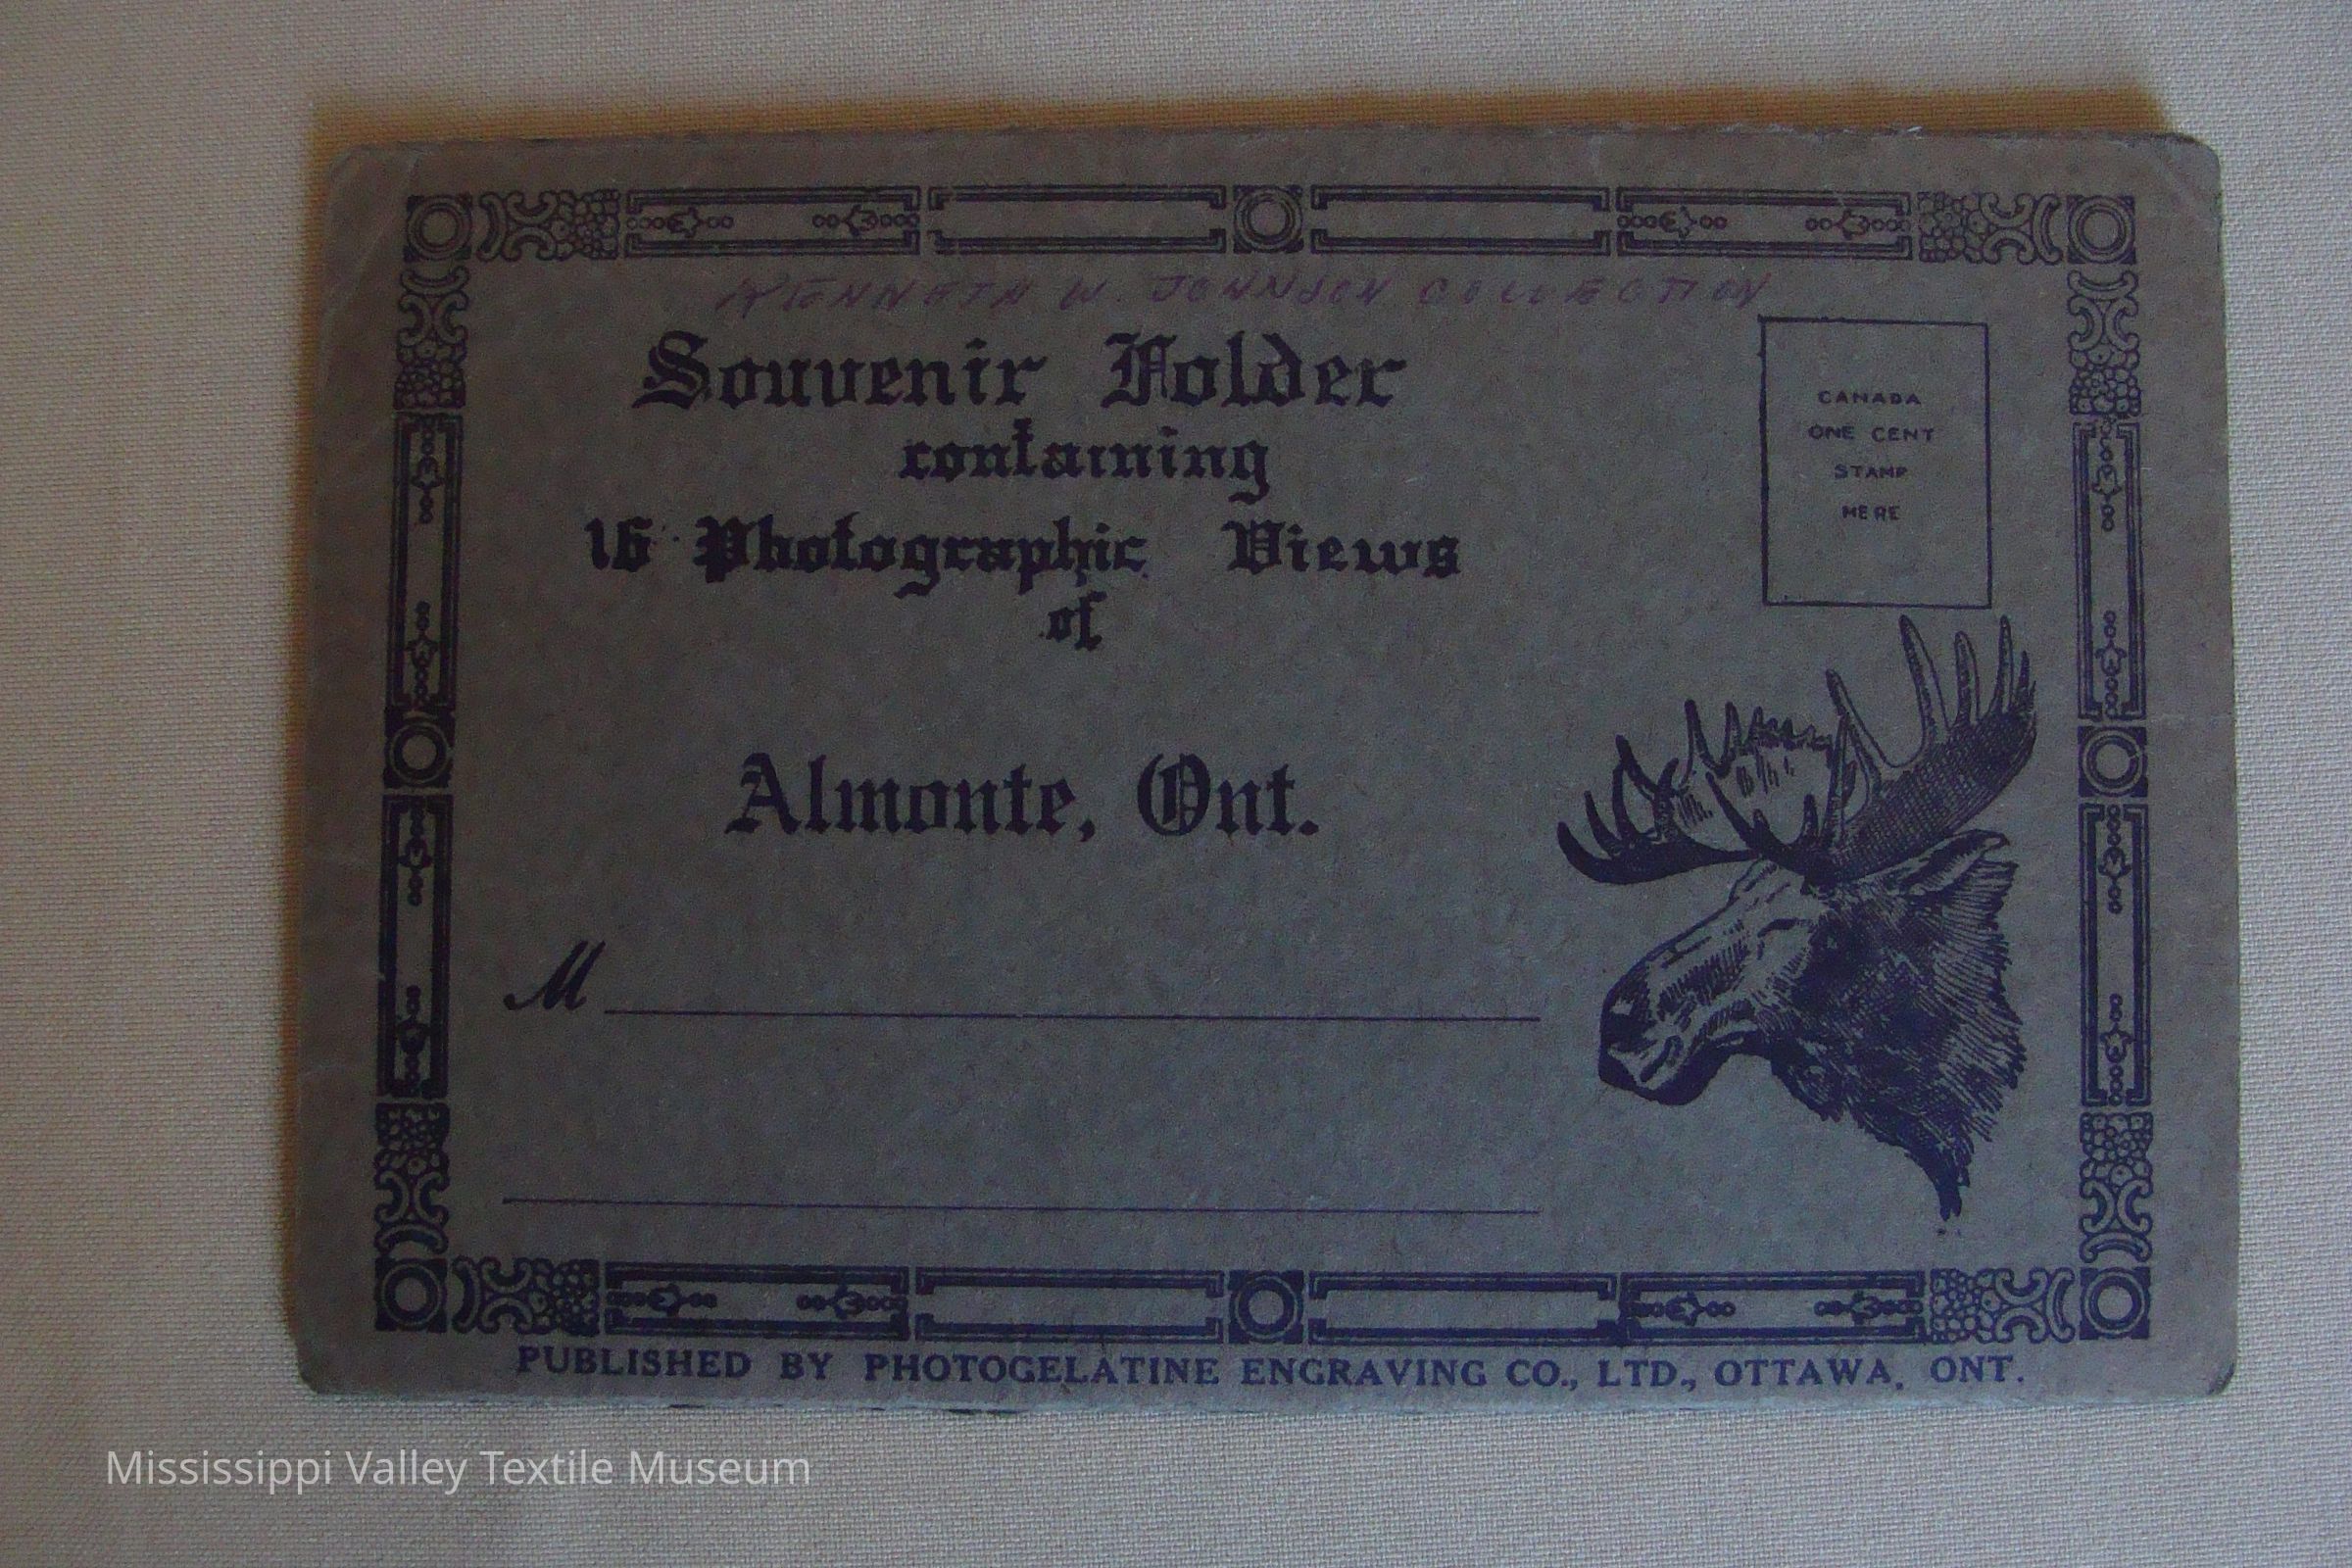 KENNETH W. JOHNSON COLLECTION
Souvenir Folder
containing
16 Photographic Views
of
Almonte, Ont.
CANADA
ONE CENT
STAMP
HERE
M
PUBLISHED BY PHOTOGELATINE ENGRAVING CO., LTD., OTTAWA, ONT.
Mississippi Valley Textile Museum